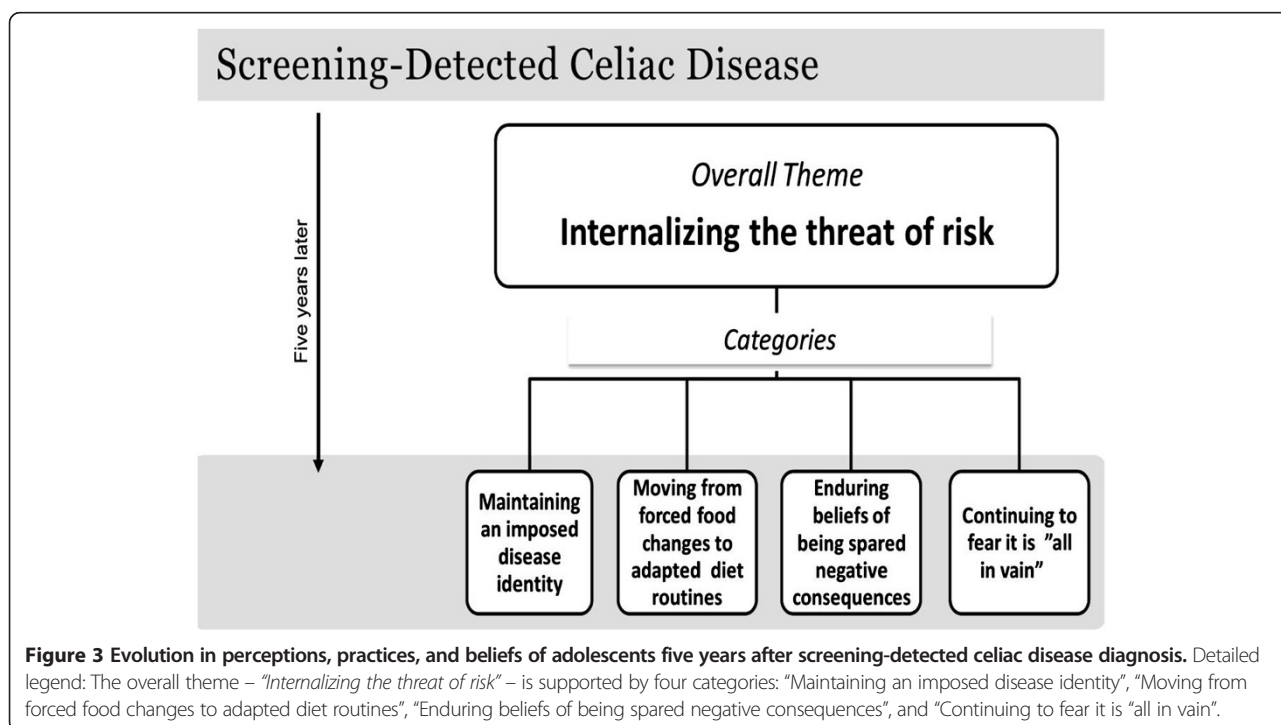 Screening-Detected Celiac Disease
Five years later
Overall Theme
Internalizing the threat of risk
Categories
Maintaining
an imposed
disease
identity
Moving from
forced food
changes to
adapted diet
routines
Enduring
beliefs of
being spared
negative
consequences
Continuing to
fear it is ”all
in vain”
Figure 3 Evolution in perceptions, practices, and beliefs of adolescents five years after screening-detected celiac disease diagnosis. Detailed
legend: The overall theme – “Internalizing the threat of risk” – is supported by four categories: “Maintaining an imposed disease identity”, “Moving from
forced food changes to adapted diet routines”, “Enduring beliefs of being spared negative consequences”, and “Continuing to fear it is “all in vain”.